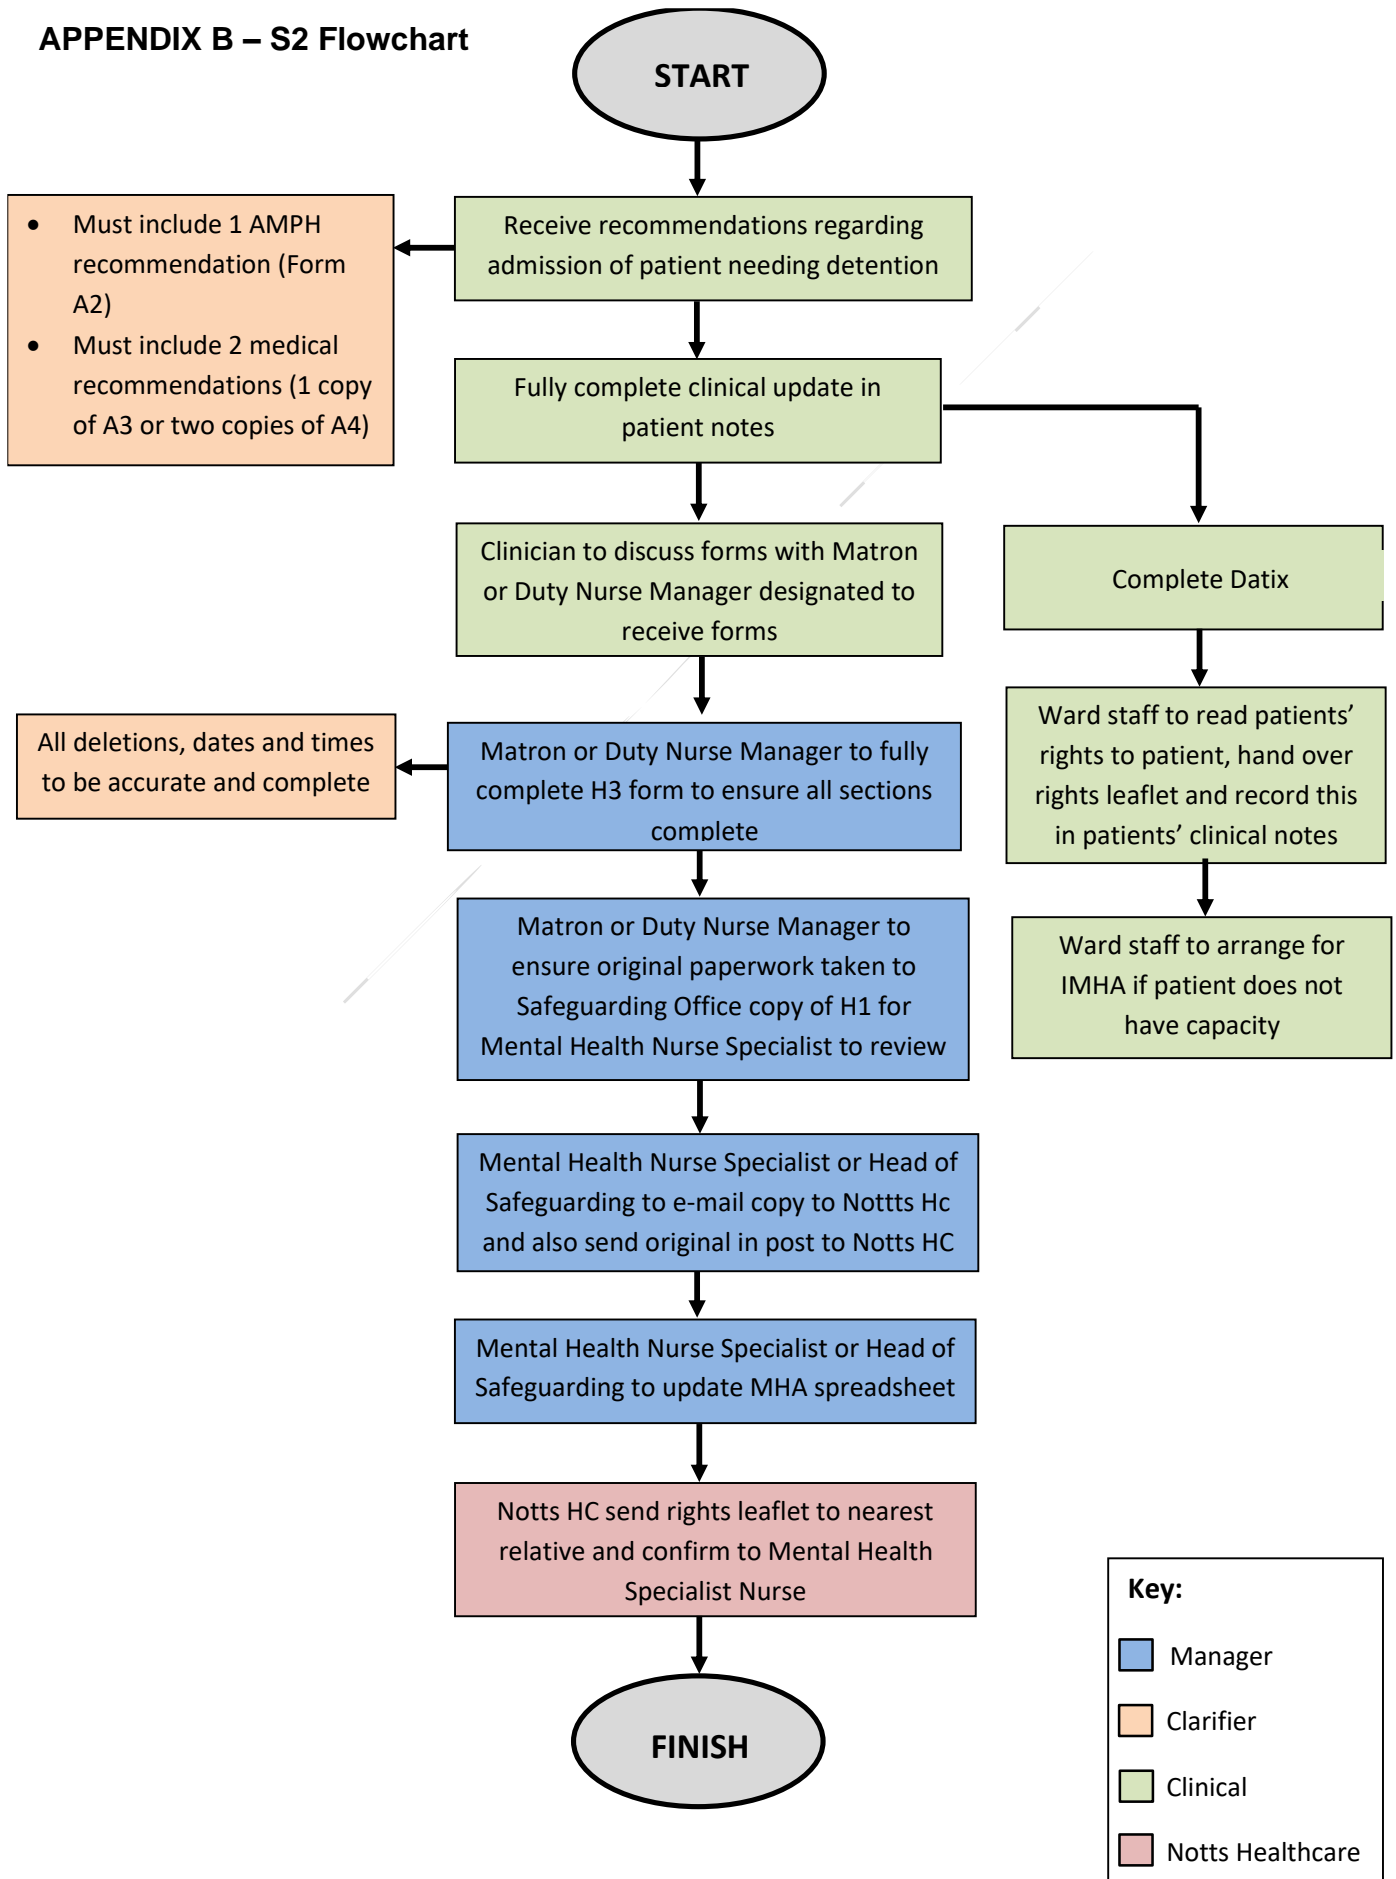 APPENDIX B – S2 Flowchart
START
• Must include 1 AMPH
recommendation (Form
A2)
• Must include 2 medical
recommendations (1 copy
of A3 or two copies of A4)
Receive recommendations regarding
admission of patient needing detention
Fully complete clinical update in
patient notes
Clinician to discuss forms with Matron
or Duty Nurse Manager designated to
receive forms
Complete Datix
All deletions, dates and times
to be accurate and complete
Matron or Duty Nurse Manager to fully
complete H3 form to ensure all sections
complete
Ward staff to read patients’
rights to patient, hand over
rights leaflet and record this
in patients’ clinical notes
Matron or Duty Nurse Manager to
ensure original paperwork taken to
Safeguarding Office copy of H1 for
Mental Health Nurse Specialist to review
Ward staff to arrange for
IMHA if patient does not
have capacity
Mental Health Nurse Specialist or Head of
Safeguarding to e-mail copy to Nottts Hc
and also send original in post to Notts HC
Mental Health Nurse Specialist or Head of
Safeguarding to update MHA spreadsheet
Notts HC send rights leaflet to nearest
relative and confirm to Mental Health
Specialist Nurse
FINISH
Key:
Manager
Clarifier
Clinical
Notts Healthcare